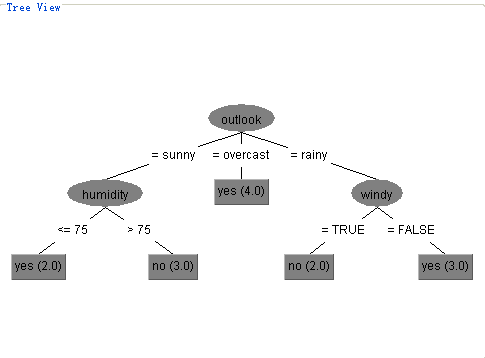 Tree View
outlook
= sunny = overcast = rainy
humidity yes (4.0) windy
<= 75 > 75 = TRUE = FALSE
yes (2.0) no (3.0) no (2.0) yes (3.0)